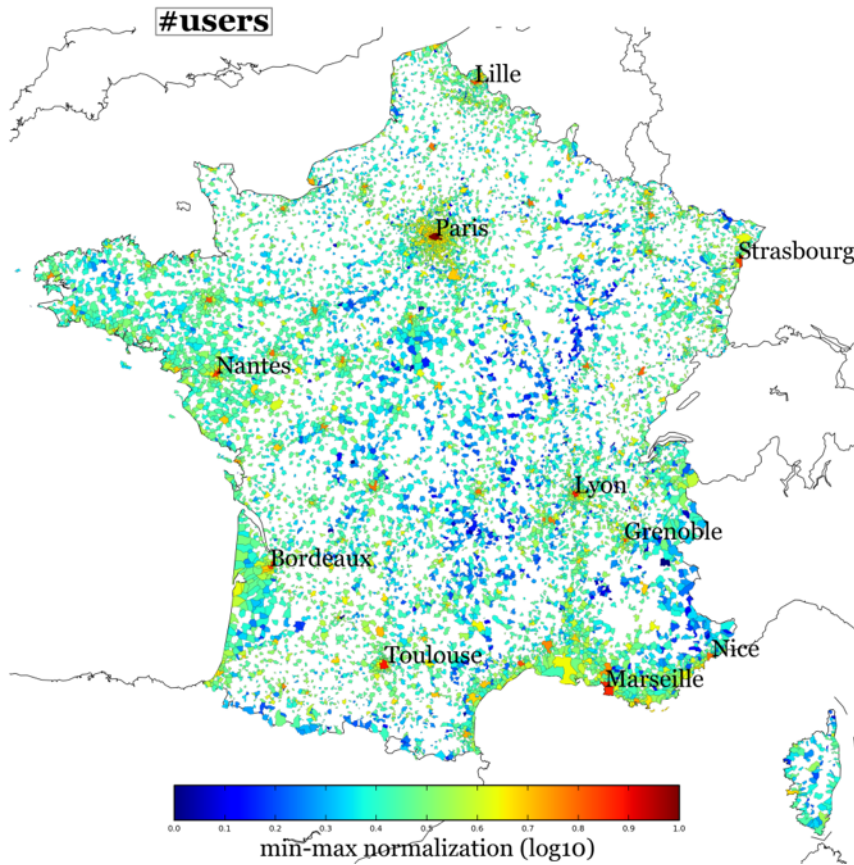 #users
Lille
Paris
Strasbourg
Nantes
Lyon
Grenoble
Bordeaux
Nice
Toulouse
Marseille
0.0 0.1 0.2 0.3 0.4 0.5 0.6 0.7 0.8 0.9 1.0
min-max normalization (log10)